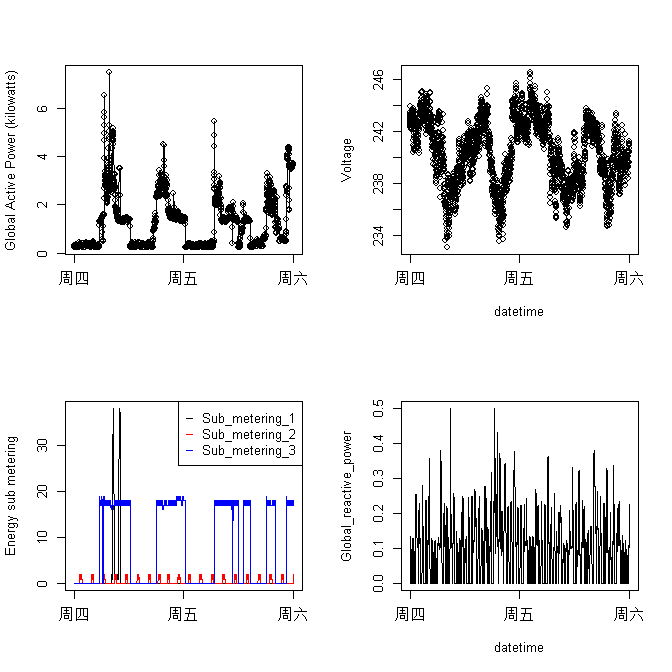 Global Active Power (kilowatts)
0 2 4 6
周四 周五 周六
Voltage
234 238 242 246
周四 周五 周六
datetime
Energy sub metering
0 10 20 30
Sub_metering_1
Sub_metering_2
Sub_metering_3
周四 周五 周六
Global_reactive_power
0.0 0.1 0.2 0.3 0.4 0.5
周四 周五 周六
datetime